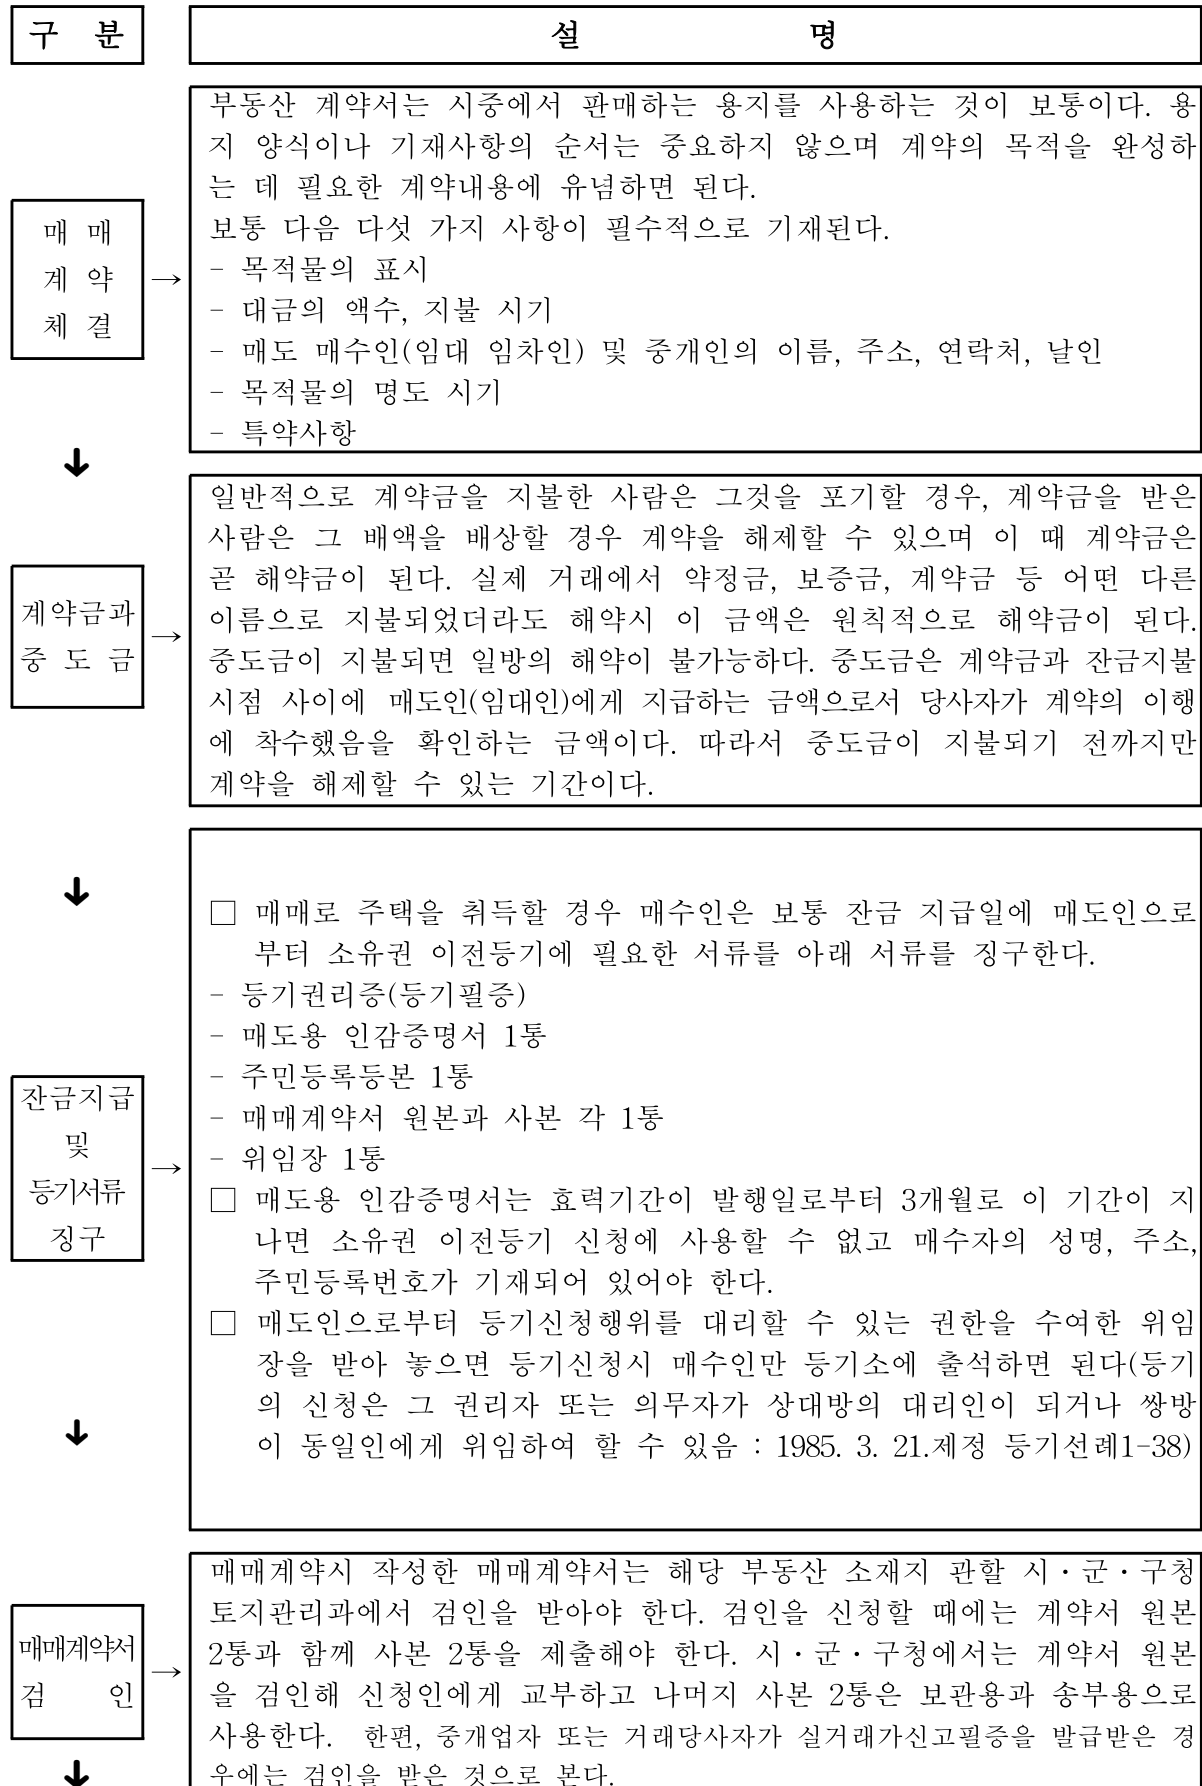 구 분
설 명
매 매
계 약
체 결
→
부동산 계약서는 시중에서 판매하는 용지를 사용하는 것이 보통이다. 용
지 양식이나 기재사항의 순서는 중요하지 않으며 계약의 목적을 완성하
는 데 필요한 계약내용에 유념하면 된다.
보통 다음 다섯 가지 사항이 필수적으로 기재된다.
- 목적물의 표시
- 대금의 액수, 지불 시기
- 매도 매수인(임대 임차인) 및 중개인의 이름, 주소, 연락처, 날인
- 목적물의 명도 시기
- 특약사항
↓
계약금과
중 도 금
→
일반적으로 계약금을 지불한 사람은 그것을 포기할 경우, 계약금을 받은
사람은 그 배액을 배상할 경우 계약을 해제할 수 있으며 이 때 계약금은
곧 해약금이 된다. 실제 거래에서 약정금, 보증금, 계약금 등 어떤 다른
이름으로 지불되었더라도 해약시 이 금액은 원칙적으로 해약금이 된다.
중도금이 지불되면 일방의 해약이 불가능하다. 중도금은 계약금과 잔금지불
시점 사이에 매도인(임대인)에게 지급하는 금액으로서 당사자가 계약의 이행
에 착수했음을 확인하는 금액이다. 따라서 중도금이 지불되기 전까지만
계약을 해제할 수 있는 기간이다.
↓
잔금지급
및
등기서류
징구
→
□ 매매로 주택을 취득할 경우 매수인은 보통 잔금 지급일에 매도인으로
부터 소유권 이전등기에 필요한 서류를 아래 서류를 징구한다.
- 등기권리증(등기필증)
- 매도용 인감증명서 1통
- 주민등록등본 1통
- 매매계약서 원본과 사본 각 1통
- 위임장 1통
□ 매도용 인감증명서는 효력기간이 발행일로부터 3개월로 이 기간이 지
나면 소유권 이전등기 신청에 사용할 수 없고 매수자의 성명, 주소,
주민등록번호가 기재되어 있어야 한다.
□ 매도인으로부터 등기신청행위를 대리할 수 있는 권한을 수여한 위임
장을 받아 놓으면 등기신청시 매수인만 등기소에 출석하면 된다(등기
의 신청은 그 권리자 또는 의무자가 상대방의 대리인이 되거나 쌍방
이 동일인에게 위임하여 할 수 있음 : 1985. 3. 21.제정 등기선례1-38)
↓
매매계약서
검 인
→
매매계약시 작성한 매매계약서는 해당 부동산 소재지 관할 시·군·구청
토지관리과에서 검인을 받아야 한다. 검인을 신청할 때에는 계약서 원본
2통과 함께 사본 2통을 제출해야 한다. 시·군·구청에서는 계약서 원본
을 검인해 신청인에게 교부하고 나머지 사본 2통은 보관용과 송부용으로
사용한다. 한편, 중개업자 또는 거래당사자가 실거래가신고필증을 발급받은 경
우에는 검인을 받은 것으로 본다.
↓